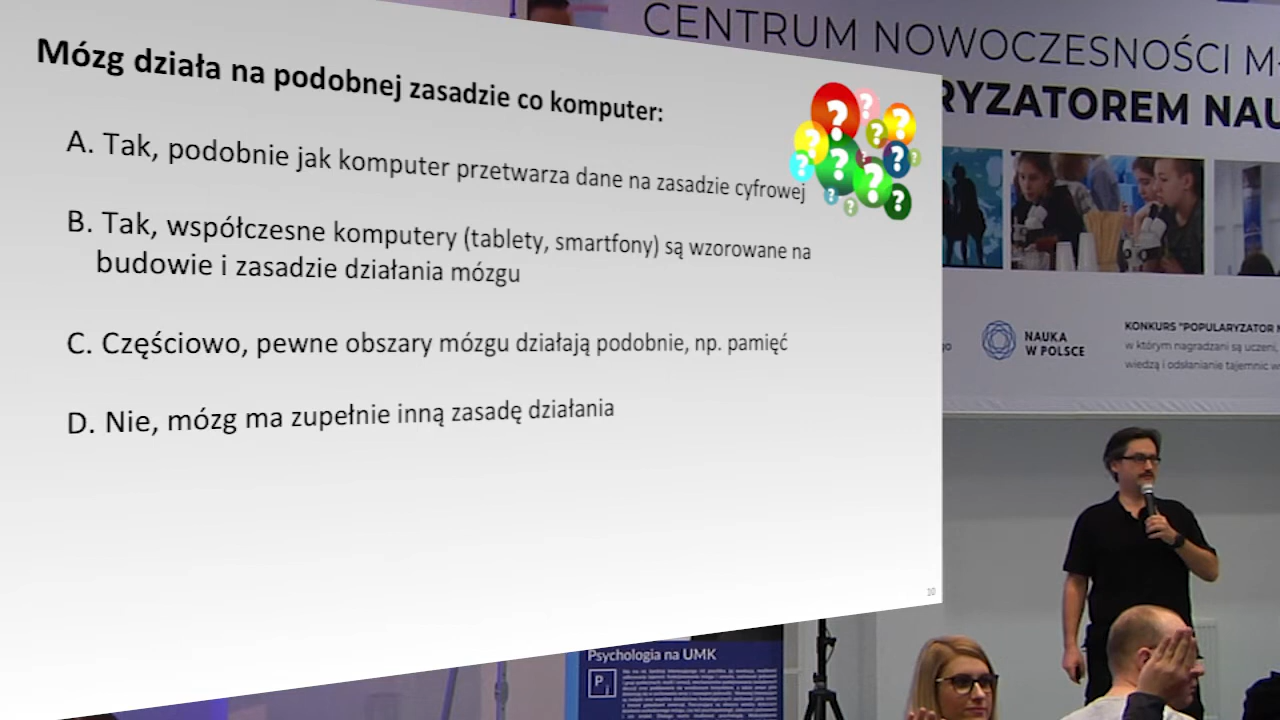 Mózg działa na podobnej zasadzie co komputer:
A. Tak, podobnie jak komputer przetwarza dane na zasadzie cyfrowej
B. Tak, współczesne komputery (tablety, smartfony) są wzorowane na
budowie i zasadzie działania mózgu
C. Częściowo, pewne obszary mózgu działają podobnie, np. pamięć
D. Nie, mózg ma zupełnie inną zasadę działania
CENTRUM NOWOCZESNOŚCI
RYZATOREM NAU
NAUKA
W POLSCE
KONKURS "POPULARYZATOR
w którym nagradzani są uczeni,
wiedzą i odsłanianie tajemnic
Psychologia na UMK